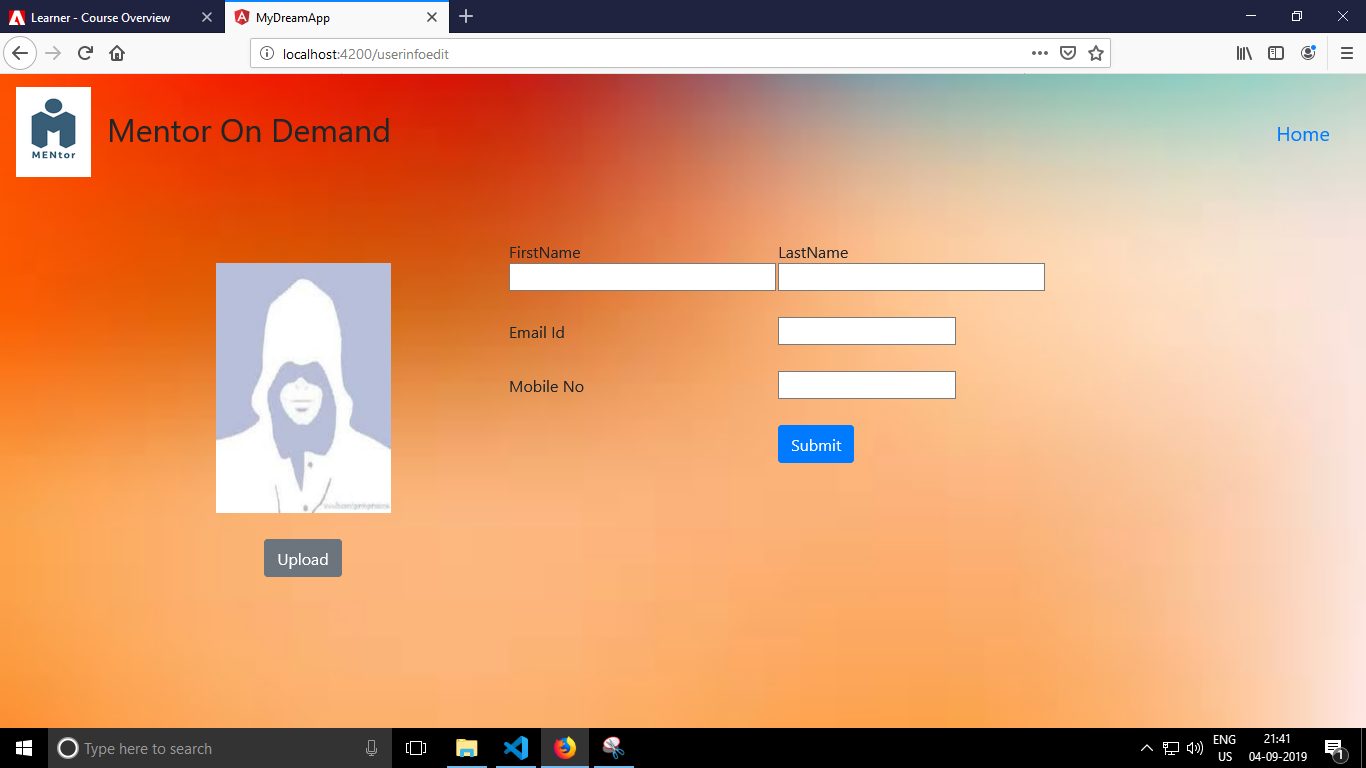 Learner - Course Overview
MyDreamApp
localhost:4200/userinfoedit
MENtor
Mentor On Demand
Home
FirstName
LastName
Email Id
Mobile No
Submit
Upload
Type here to search
ENG
US
21:41
04-09-2019
1